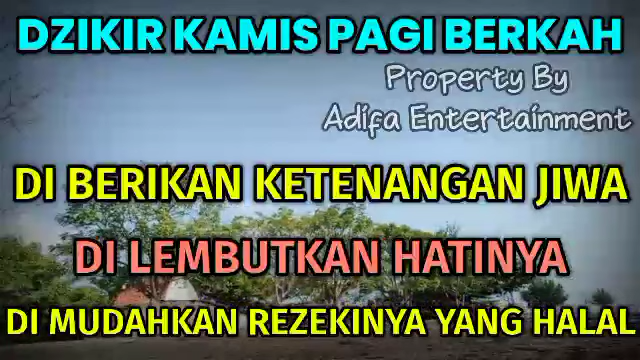 DZIKIR KAMIS PAGI BERKAH
Property By
Adifa Entertainment
DI BERIKAN KETENANGAN JIWA
DI LEMBUTKAN HATINYA
DI MUDAHKAN REZEKINYA YANG HALAL